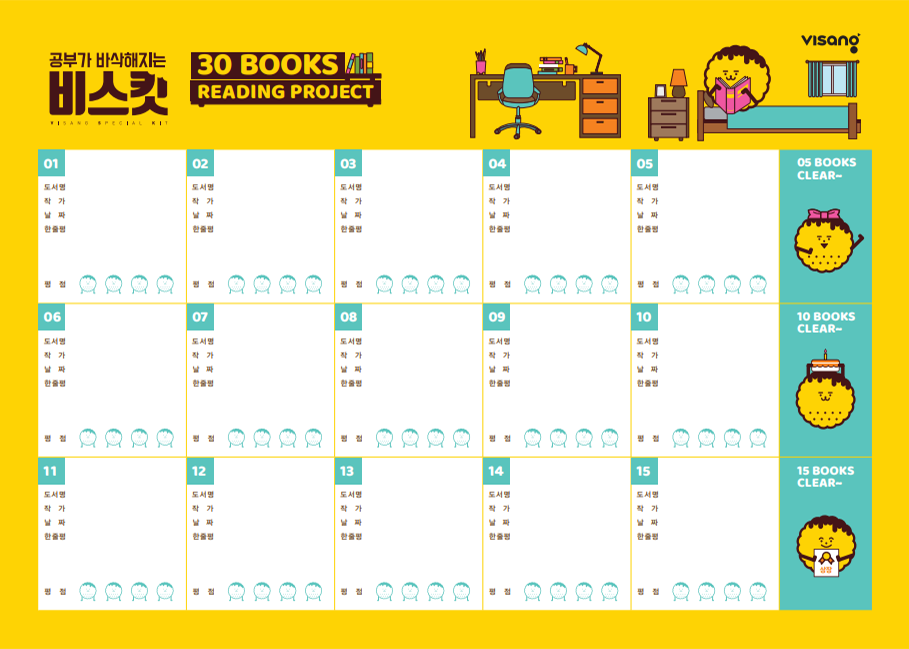 공부가 바삭해지는
비스킷
VISANG SPECIAL KIT
30 BOOKS
READING PROJECT
visang
01
도서명
작 가
날 짜
한줄평
평 점
02
도서명
작 가
날 짜
한줄평
평 점
03
도서명
작 가
날 짜
한줄평
평 점
04
도서명
작 가
날 짜
한줄평
평 점
05
도서명
작 가
날 짜
한줄평
평 점
05 BOOKS
CLEAR~
06
도서명
작 가
날 짜
한줄평
평 점
07
도서명
작 가
날 짜
한줄평
평 점
08
도서명
작 가
날 짜
한줄평
평 점
09
도서명
작 가
날 짜
한줄평
평 점
10
도서명
작 가
날 짜
한줄평
평 점
10 BOOKS
CLEAR~
11
도서명
작 가
날 짜
한줄평
평 점
12
도서명
작 가
날 짜
한줄평
평 점
13
도서명
작 가
날 짜
한줄평
평 점
14
도서명
작 가
날 짜
한줄평
평 점
15
도서명
작 가
날 짜
한줄평
평 점
15 BOOKS
CLEAR~
상장